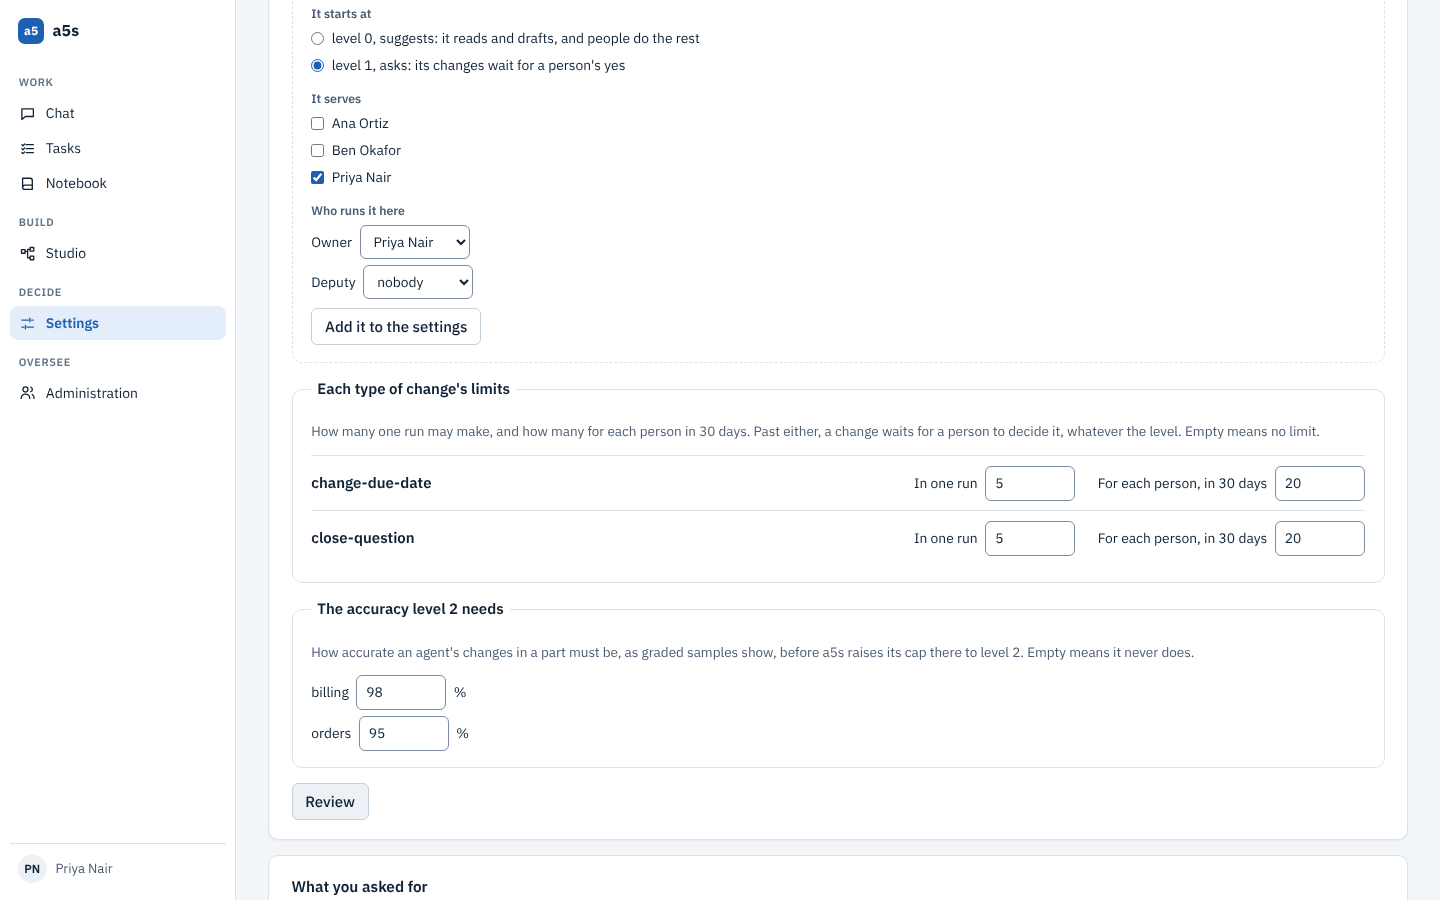 a5 a5s
WORK
Chat
Tasks
Notebook
BUILD
Studio
DECIDE
Settings
OVERSEE
Administration
PN Priya Nair
It starts at
level 0, suggests: it reads and drafts, and people do the rest
level 1, asks: its changes wait for a person's yes
It serves
Ana Ortiz
Ben Okafor
Priya Nair
Who runs it here
Owner Priya Nair
Deputy nobody
Add it to the settings
Each type of change's limits
How many one run may make, and how many for each person in 30 days. Past either, a change waits for a person to decide it, whatever the level. Empty means no limit.
change-due-date In one run 5 For each person, in 30 days 20
close-question In one run 5 For each person, in 30 days 20
The accuracy level 2 needs
How accurate an agent's changes in a part must be, as graded samples show, before a5s raises its cap there to level 2. Empty means it never does.
billing 98 %
orders 95 %
Review
What you asked for